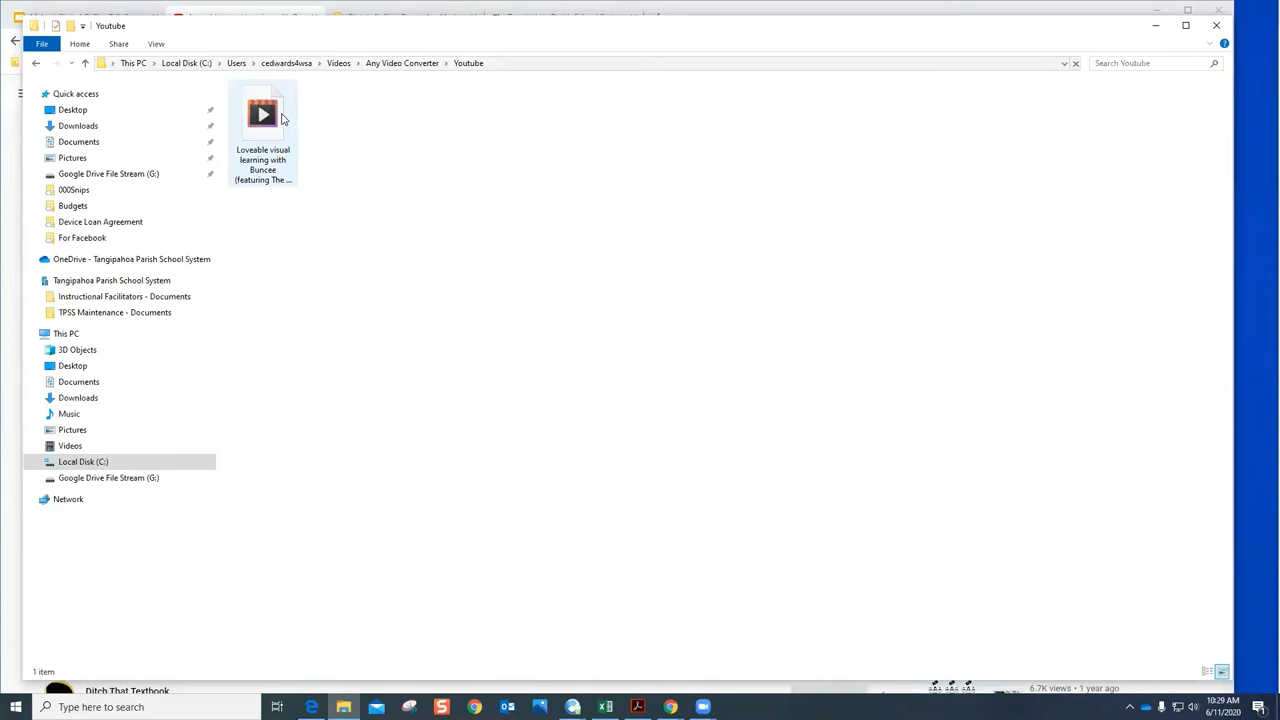 Youtube
File
Home
Share
View
This PC
Local Disk (C:)
Users
cedwards4wsa
Videos
Any Video Converter
Youtube
Search Youtube
Quick access
Desktop
Downloads
Documents
Pictures
Google Drive File Stream (G:)
000Snips
Budgets
Device Loan Agreement
For Facebook
OneDrive - Tangipahoa Parish School System
Tangipahoa Parish School System
Instructional Facilitators - Documents
TPSS Maintenance - Documents
This PC
3D Objects
Desktop
Documents
Downloads
Music
Pictures
Videos
Local Disk (C:)
Google Drive File Stream (G:)
Network
Loveable visual
learning with
Buncee
(featuring The ...
1 item
Ditch That Textbook
6.7K views • 1 year ago
Type here to search
10:29 AM
6/11/2020